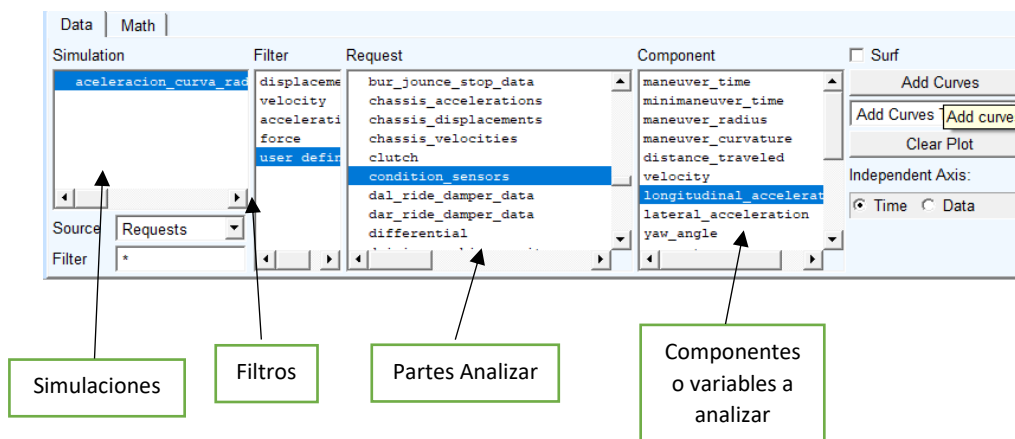 Data Math
Simulation Filter Request Component Surf
aceleracion_curva_rad
displaceme
velocity
accelerati
force
user defin
bur_jounce_stop_data
chassis_accelerations
chassis_displacements
chassis_velocities
clutch
condition_sensors
dal_ride_damper_data
dar_ride_damper_data
differential
maneuver_time
minimaneuver_time
maneuver_radius
maneuver_curvature
distance_traveled
velocity
longitudinal_accelerat
lateral_acceleration
yaw_angle
Add Curves
Add Curves Add curve
Clear Plot
Independent Axis:
Time Data
Source Requests
Filter *
Simulaciones
Filtros
Partes Analizar
Componentes
o variables a
analizar